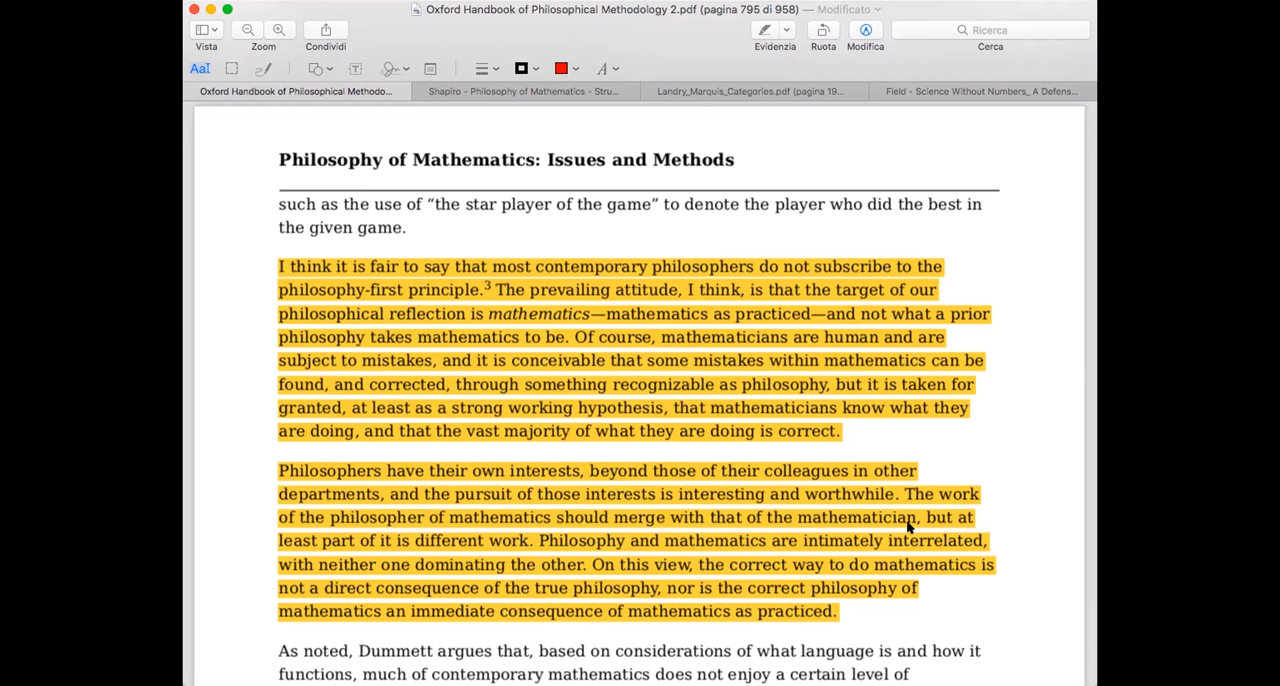 Oxford Handbook of Philosophical Methodology 2.pdf (pagina 795 di 958) — Modificato
Vista
Zoom
Condividi
Evidenzia
Ruota
Modifica
Ricerca
Cerca
AaI
A
Oxford Handbook of Philosophical Methodo...
Shapiro - Philosophy of Mathematics - Stru...
Landry_Marquis_Categories.pdf (pagina 19...
Field - Science Without Numbers_ A Defens...
Philosophy of Mathematics: Issues and Methods
such as the use of “the star player of the game” to denote the player who did the best in
the given game.
I think it is fair to say that most contemporary philosophers do not subscribe to the
philosophy-first principle.3 The prevailing attitude, I think, is that the target of our
philosophical reflection is mathematics—mathematics as practiced—and not what a prior
philosophy takes mathematics to be. Of course, mathematicians are human and are
subject to mistakes, and it is conceivable that some mistakes within mathematics can be
found, and corrected, through something recognizable as philosophy, but it is taken for
granted, at least as a strong working hypothesis, that mathematicians know what they
are doing, and that the vast majority of what they are doing is correct.
Philosophers have their own interests, beyond those of their colleagues in other
departments, and the pursuit of those interests is interesting and worthwhile. The work
of the philosopher of mathematics should merge with that of the mathematician, but at
least part of it is different work. Philosophy and mathematics are intimately interrelated,
with neither one dominating the other. On this view, the correct way to do mathematics is
not a direct consequence of the true philosophy, nor is the correct philosophy of
mathematics an immediate consequence of mathematics as practiced.
As noted, Dummett argues that, based on considerations of what language is and how it
functions, much of contemporary mathematics does not enjoy a certain level of